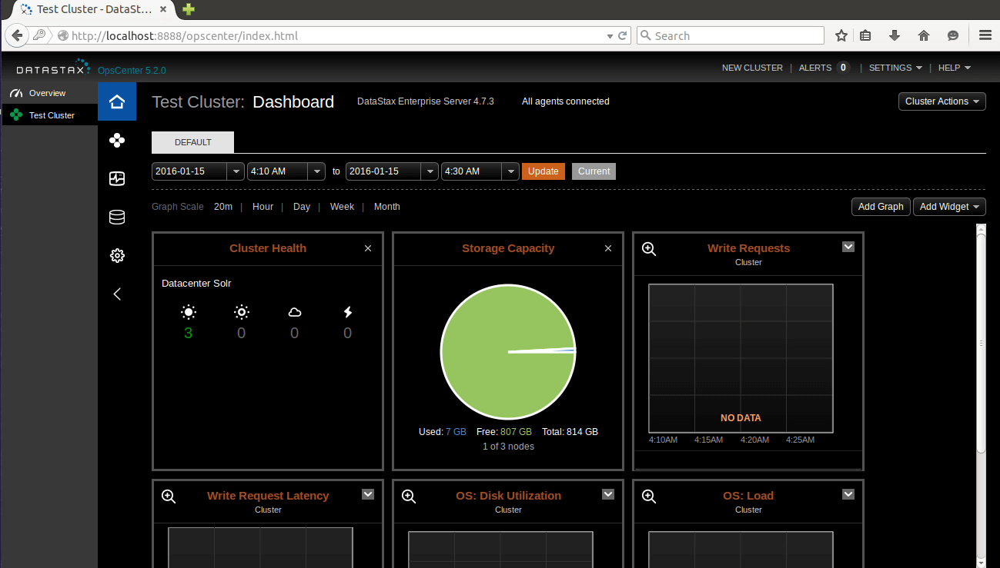 Test Cluster - DataSt...
http://localhost:8888/opscenter/index.html
Search
DATASTAX OpsCenter 5.2.0
NEW CLUSTER | ALERTS 0 | SETTINGS | HELP
Overview
Test Cluster
Test Cluster: Dashboard DataStax Enterprise Server 4.7.3 All agents connected Cluster Actions
DEFAULT
2016-01-15 4:10 AM to 2016-01-15 4:30 AM Update Current
Graph Scale 20m | Hour | Day | Week | Month Add Graph Add Widget
Cluster Health
Datacenter Solr
3 0 0 0
Storage Capacity
Used: 7 GB Free: 807 GB Total: 814 GB
1 of 3 nodes
Write Requests
Cluster
NO DATA
4:10AM 4:15AM 4:20AM 4:25AM
Write Request Latency
Cluster
OS: Disk Utilization
Cluster
OS: Load
Cluster